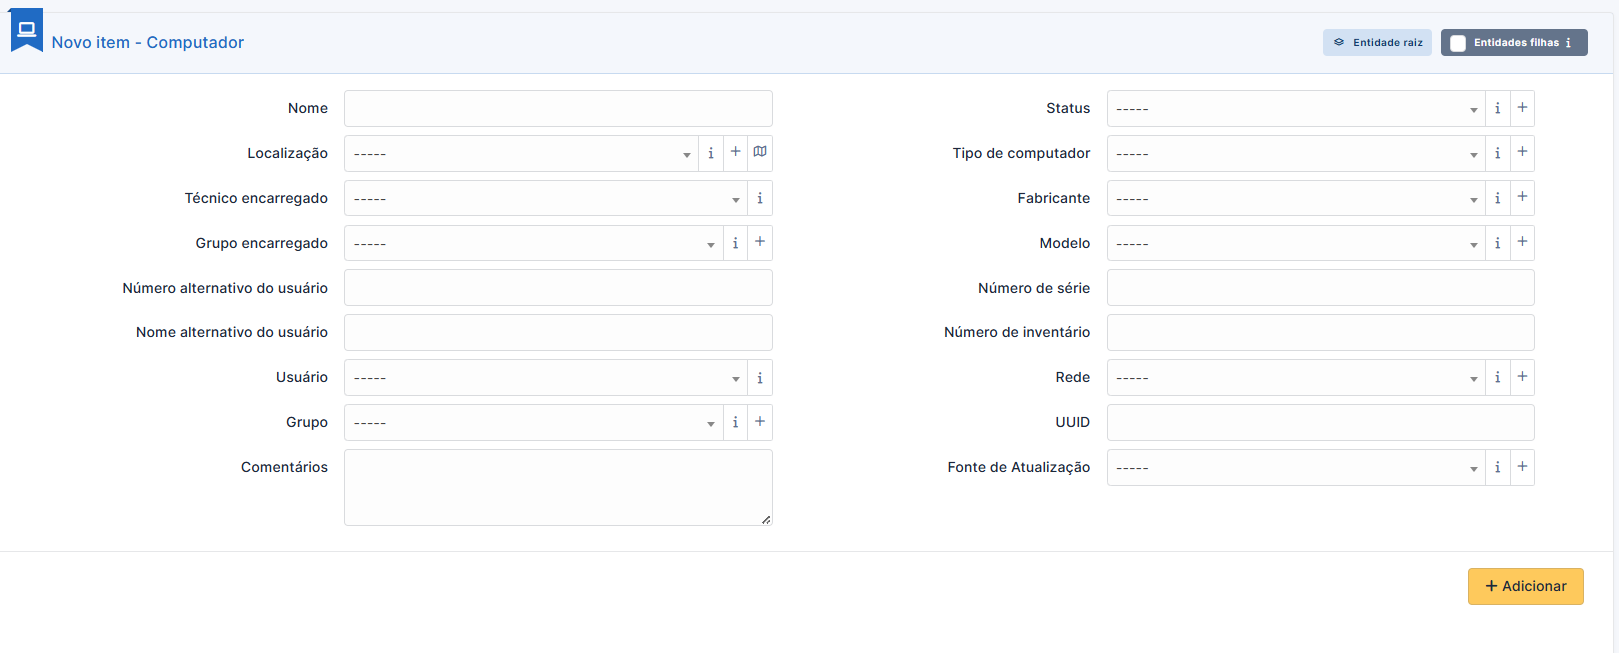 Novo item - Computador
Entidade raiz
Entidades filhas i
Nome
Status ----- i +
Localização ----- i +
Tipo de computador ----- i +
Técnico encarregado ----- i
Fabricante ----- i +
Grupo encarregado ----- i +
Modelo ----- i +
Número alternativo do usuário
Número de série
Nome alternativo do usuário
Número de inventário
Usuário ----- i
Rede ----- i +
Grupo ----- i +
UUID
Comentários
Fonte de Atualização ----- i +
+ Adicionar